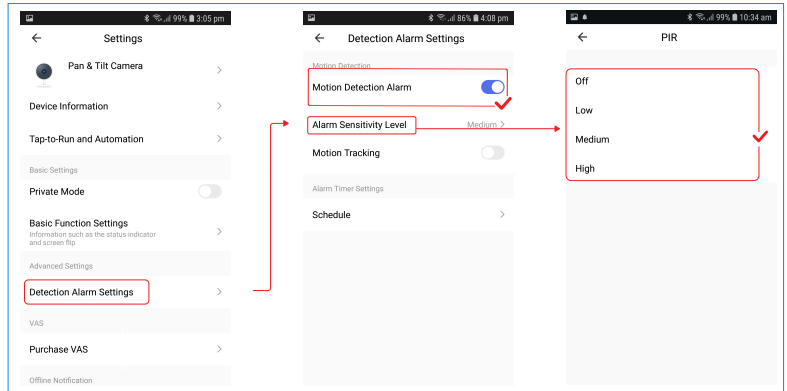 99% 3:05 pm
Settings
Pan & Tilt Camera
Device Information
Tap-to-Run and Automation
Basic Settings
Private Mode
Basic Function Settings
Information such as the status indicator
and screen flip
Advanced Settings
Detection Alarm Settings
VAS
Purchase VAS
Offline Notification
86% 4:08 pm
Detection Alarm Settings
Motion Detection
Motion Detection Alarm
Alarm Sensitivity Level Medium
Motion Tracking
Alarm Timer Settings
Schedule
99% 10:34 am
PIR
Off
Low
Medium
High